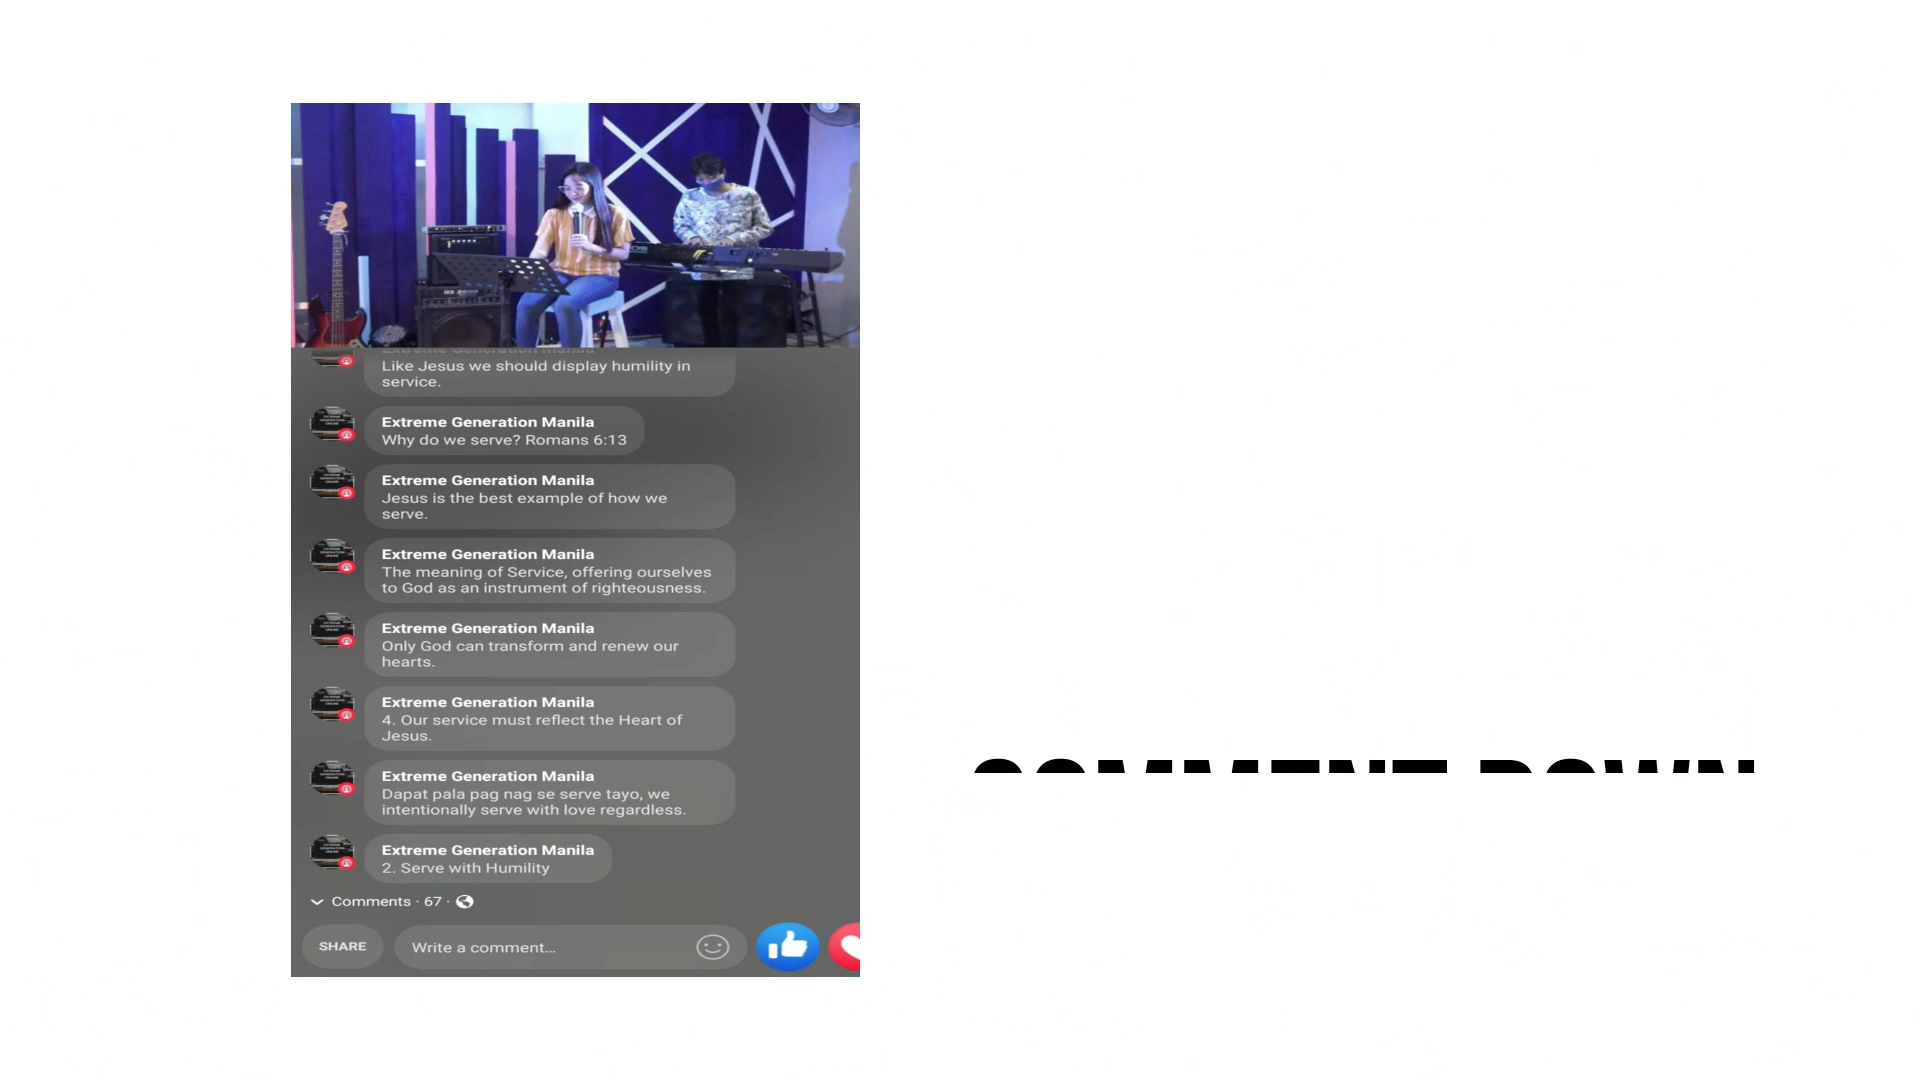 Extreme Generation Manila
Like Jesus we should display humility in
service.
Extreme Generation Manila
Why do we serve? Romans 6:13
Extreme Generation Manila
Jesus is the best example of how we
serve.
Extreme Generation Manila
The meaning of Service, offering ourselves
to God as an instrument of righteousness.
Extreme Generation Manila
Only God can transform and renew our
hearts.
Extreme Generation Manila
4. Our service must reflect the Heart of
Jesus.
Extreme Generation Manila
Dapat pala pag nag se serve tayo, we
intentionally serve with love regardless.
Extreme Generation Manila
2. Serve with Humility
Comments · 67 ·
SHARE
Write a comment...
COMMENT DOWN